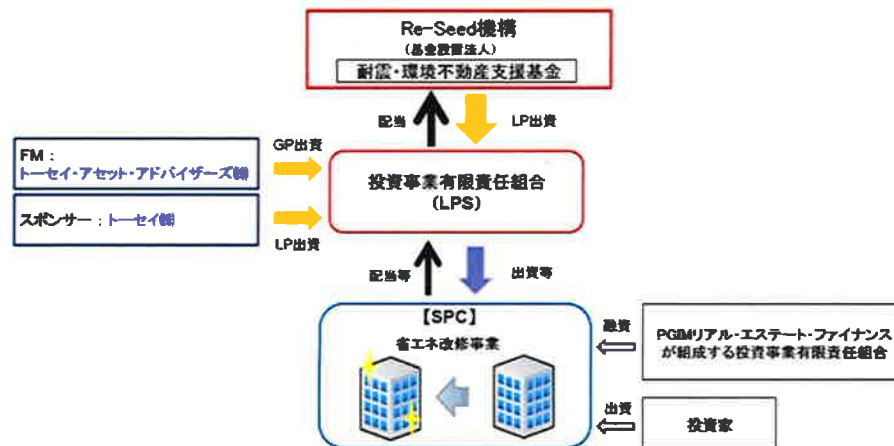 Re-Seed機構
(基金設置法人)
耐震・環境不動産支援基金
配当
LP出資
FM：
トーセイ・アセット・アドバイザーズ㈱
GP出資
投資事業有限責任組合
(LPS)
スポンサー：トーセイ㈱
LP出資
配当等
出資等
【SPC】
省エネ改修事業
融資
PGIMリアル・エステート・ファイナンス
が組成する投資事業有限責任組合
出資
投資家